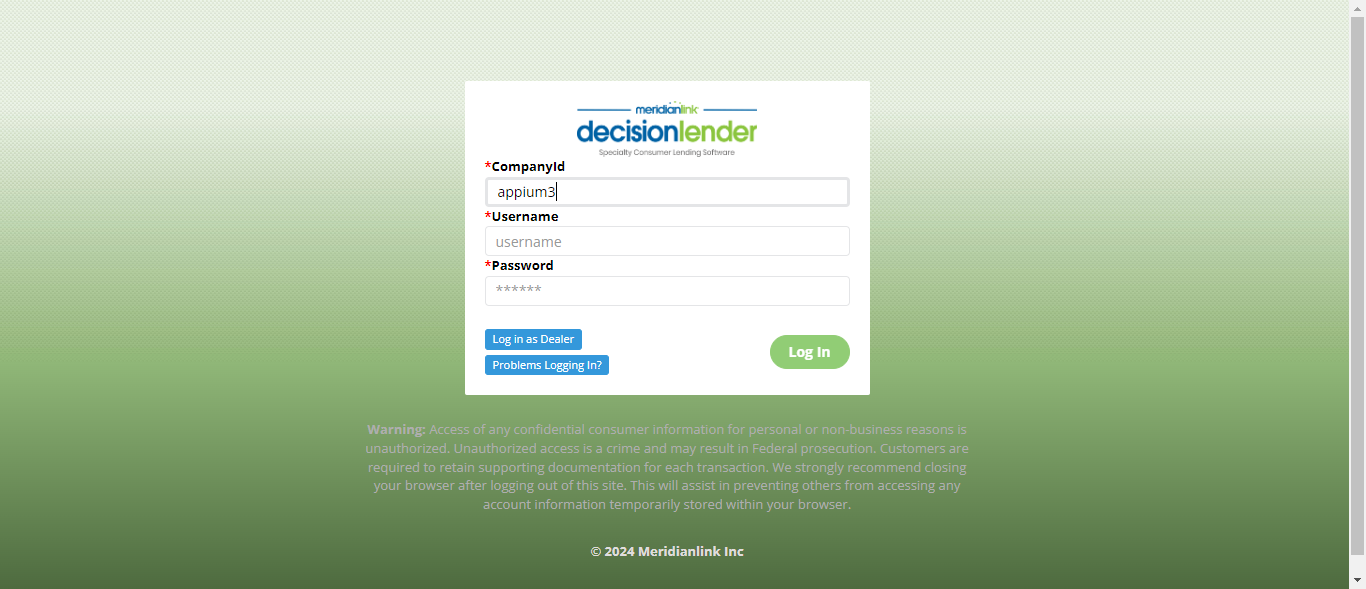 meridianlink
decisionlender
Specialty Consumer Lending Software
*CompanyId
appium3
*Username
username
*Password
******
Log in as Dealer
Log In
Problems Logging In?
Warning: Access of any confidential consumer information for personal or non-business reasons is
unauthorized. Unauthorized access is a crime and may result in Federal prosecution. Customers are
required to retain supporting documentation for each transaction. We strongly recommend closing
your browser after logging out of this site. This will assist in preventing others from accessing any
account information temporarily stored within your browser.
© 2024 Meridianlink Inc